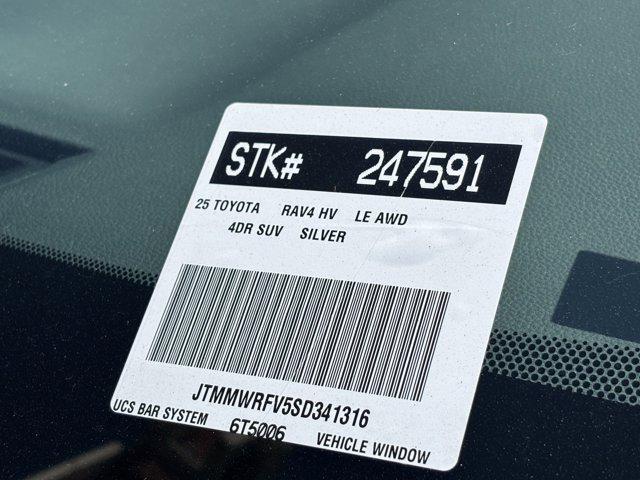 STK# 247591
25 TOYOTA RAV4 HV LE AWD
4DR SUV SILVER
JTMMWRFV5SD341316
UCS BAR SYSTEM 6T5006 VEHICLE WINDOW